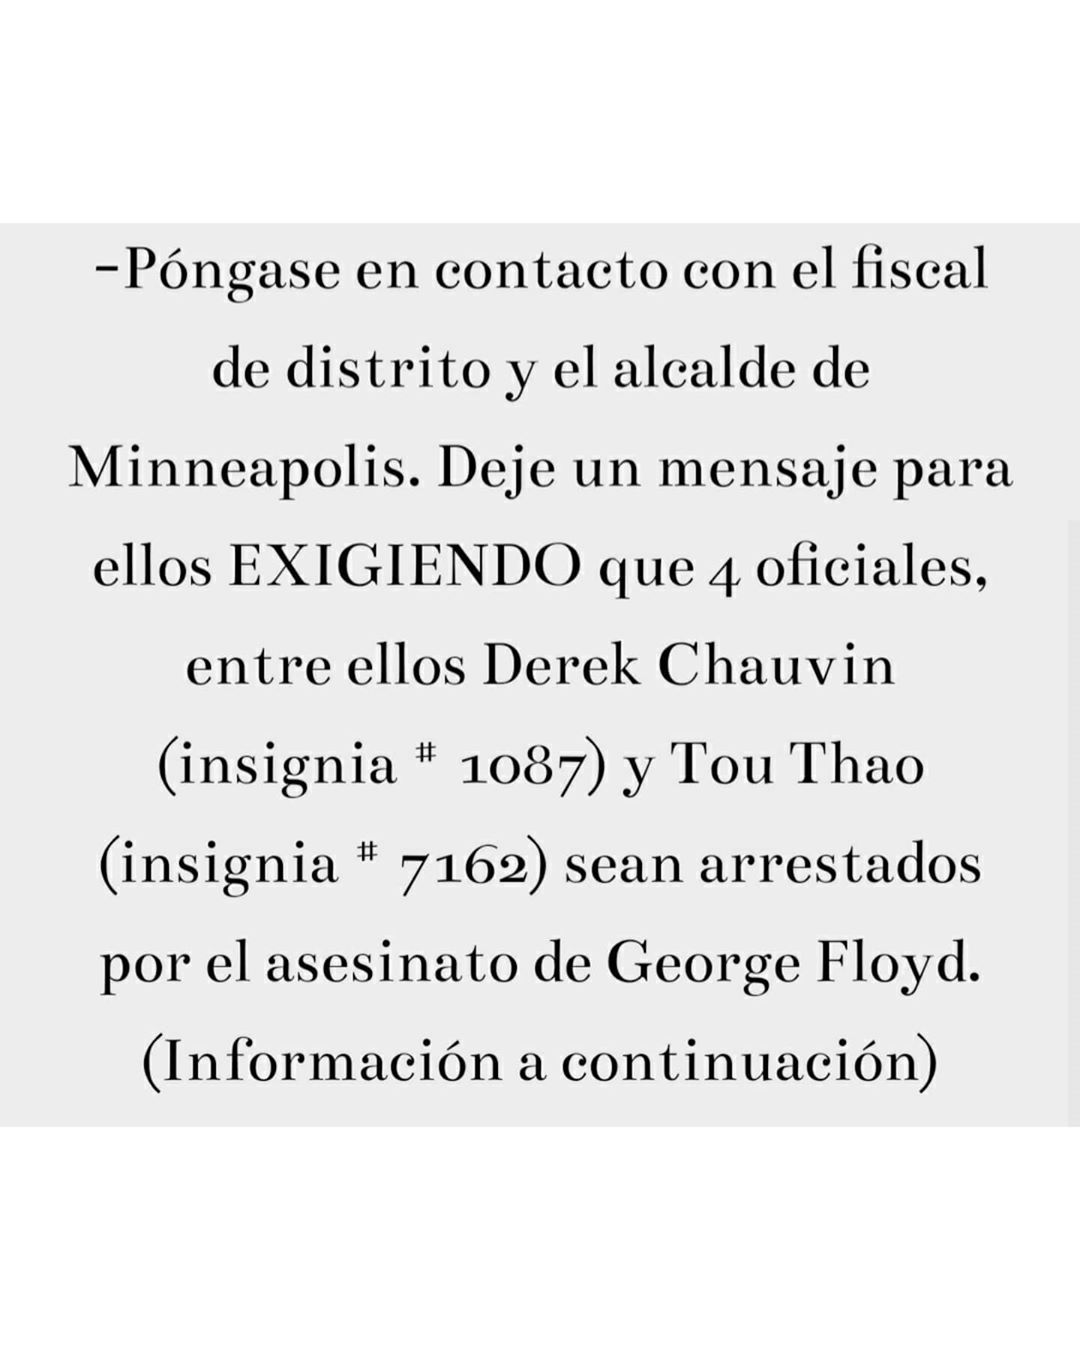 -Póngase en contacto con el fiscal
de distrito y el alcalde de
Minneapolis. Deje un mensaje para
ellos EXIGIENDO que 4 oficiales,
entre ellos Derek Chauvin
(insignia # 1087) y Tou Thao
(insignia # 7162) sean arrestados
por el asesinato de George Floyd.
(Información a continuación)